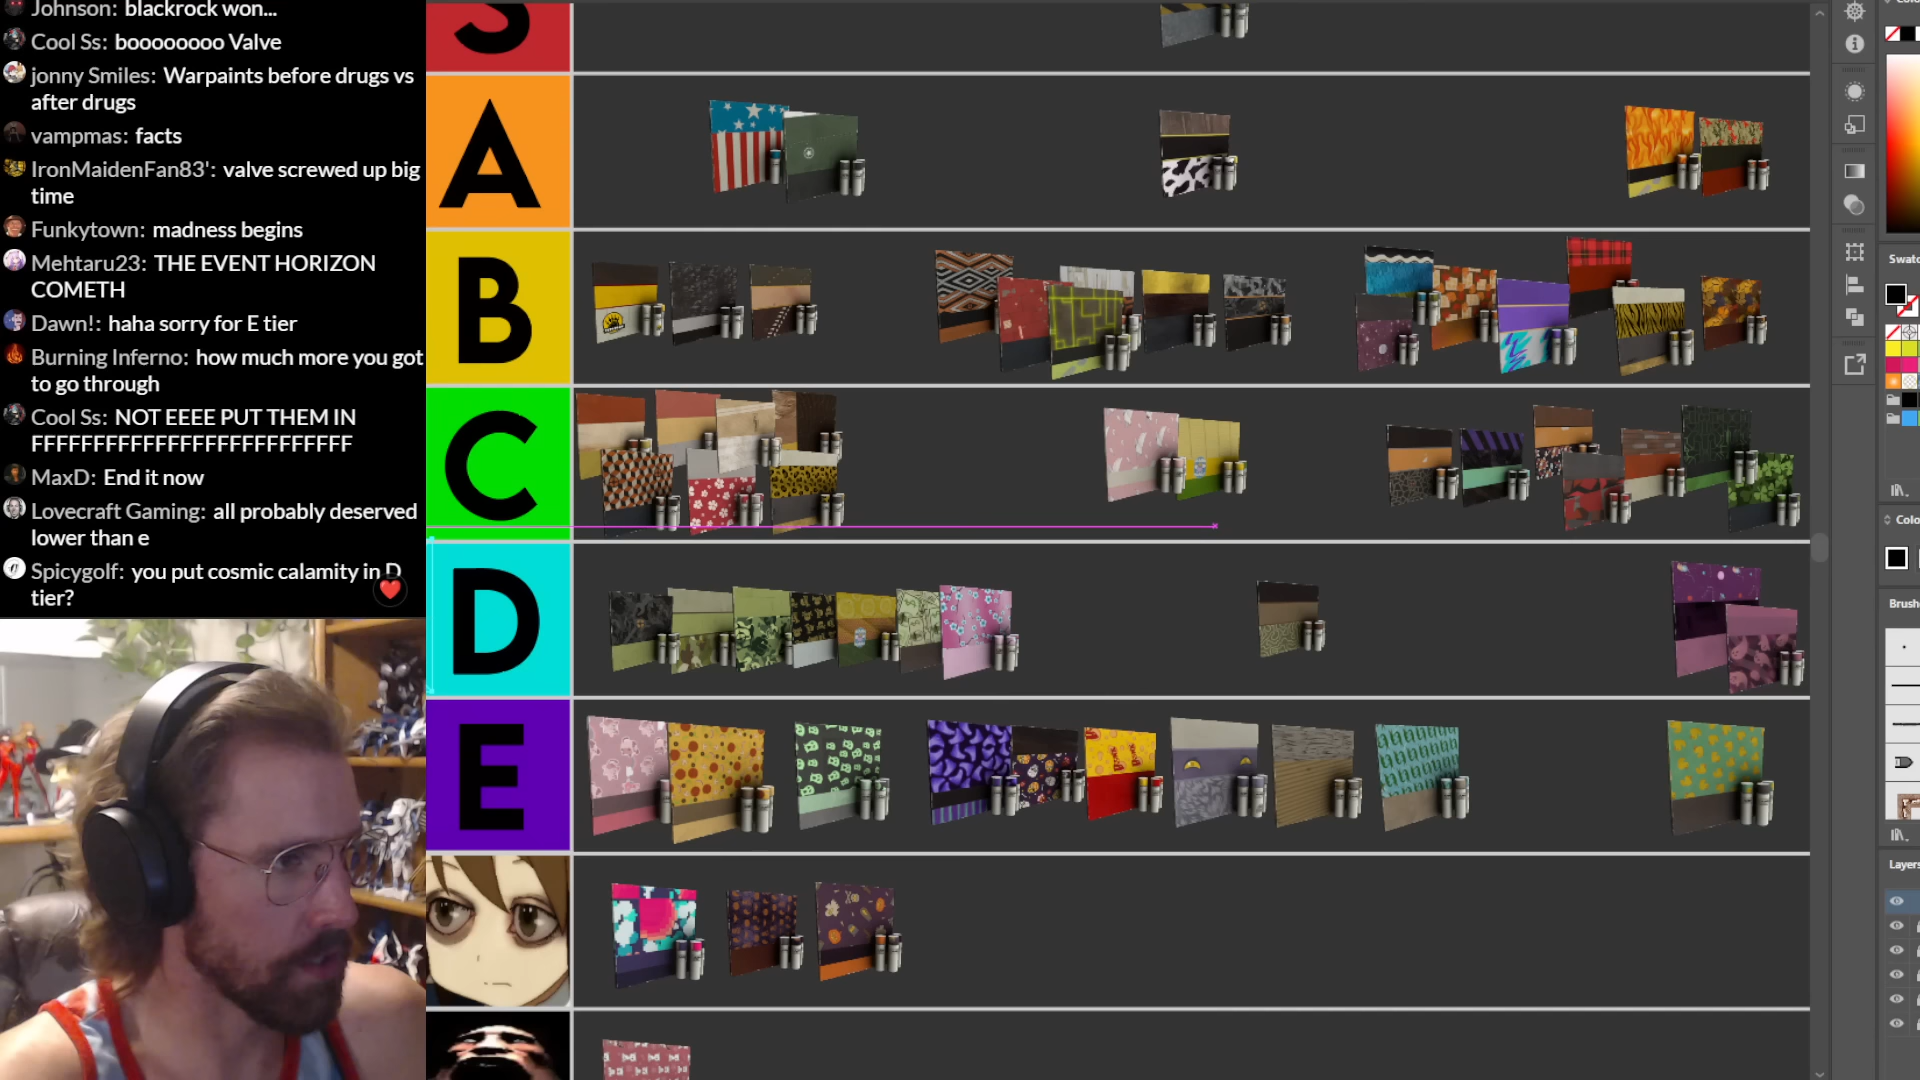 Johnson: blackrock won...
Cool Ss: boooooooo Valve
jonny Smiles: Warpaints before drugs vs
after drugs
vampmas: facts
IronMaidenFan83': valve screwed up big
time
Funkytown: madness begins
Mehtaru23: THE EVENT HORIZON
COMETH
Dawn!: haha sorry for E tier
Burning Inferno: how much more you got
to go through
Cool Ss: NOT EEEE PUT THEM IN
FFFFFFFFFFFFFFFFFFFFFFFFF
MaxD: End it now
Lovecraft Gaming: all probably deserved
lower than e
Spicygolf: you put cosmic calamity in D
tier?
S
A
B
C
D
E
Swatc
Colo
Brushe
Layers